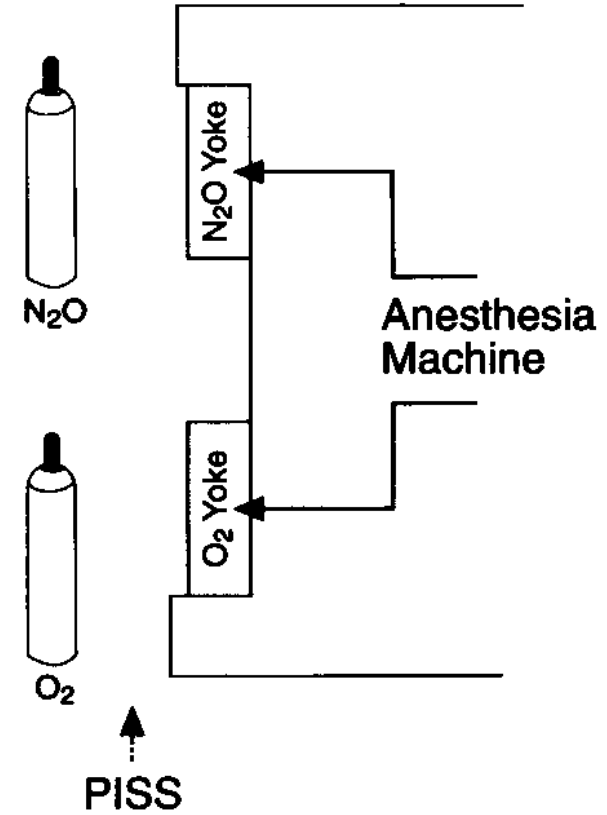 N₂O Yoke
N₂O
Anesthesia
Machine
O₂ Yoke
O₂
PISS